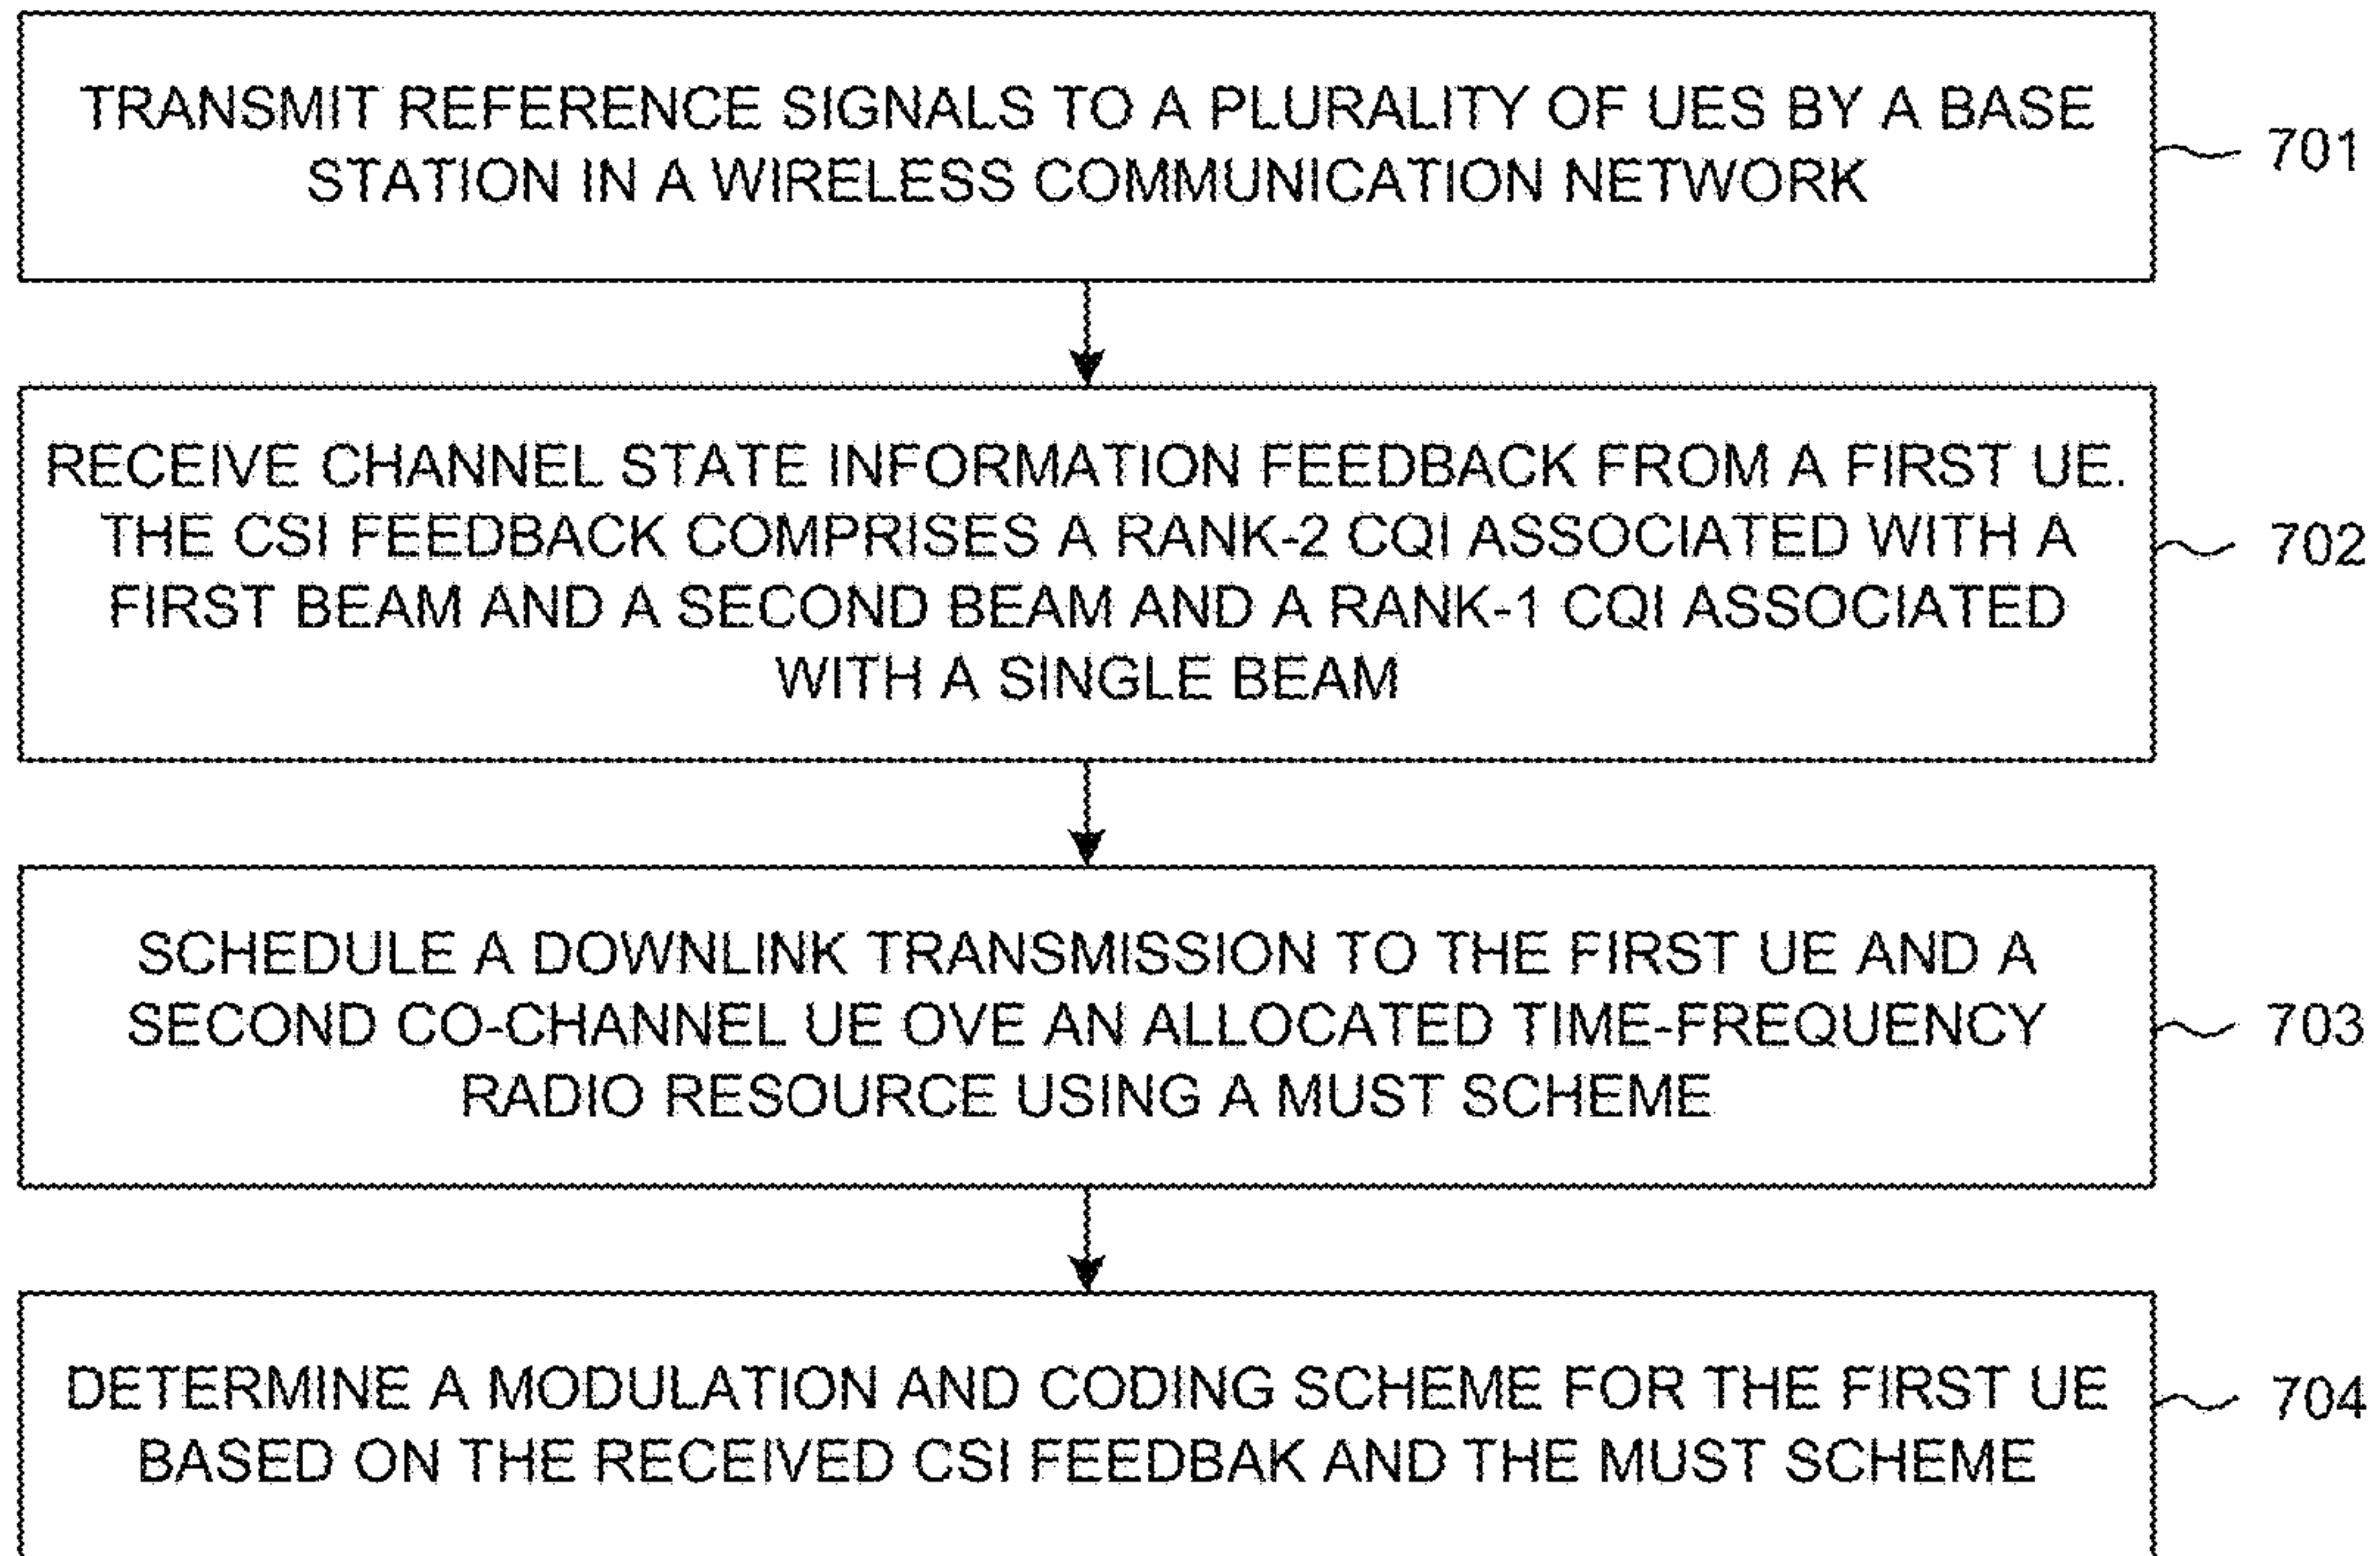 TRANSMIT REFERENCE SIGNALS TO A PLURALITY OF UES BY A BASE
STATION IN A WIRELESS COMMUNICATION NETWORK
701
RECEIVE CHANNEL STATE INFORMATION FEEDBACK FROM A FIRST UE.
THE CSI FEEDBACK COMPRISES A RANK-2 CQI ASSOCIATED WITH A
FIRST BEAM AND A SECOND BEAM AND A RANK-1 CQI ASSOCIATED
WITH A SINGLE BEAM
702
SCHEDULE A DOWNLINK TRANSMISSION TO THE FIRST UE AND A
SECOND CO-CHANNEL UE OVE AN ALLOCATED TIME-FREQUENCY
RADIO RESOURCE USING A MUST SCHEME
703
DETERMINE A MODULATION AND CODING SCHEME FOR THE FIRST UE
BASED ON THE RECEIVED CSI FEEDBAK AND THE MUST SCHEME
704